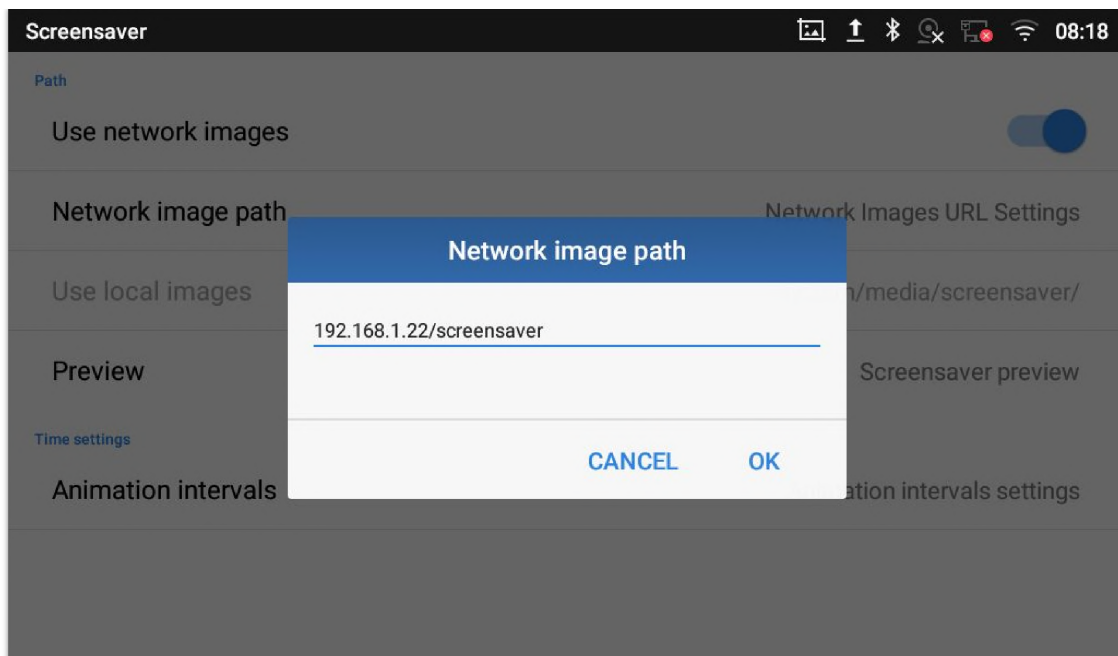 Screensaver 08:18
Path
Use network images
Network image path Network Images URL Settings
Network image path
Use local images /media/screensaver/
192.168.1.22/screensaver
Preview Screensaver preview
Time settings
CANCEL OK
Animation intervals intervals settings